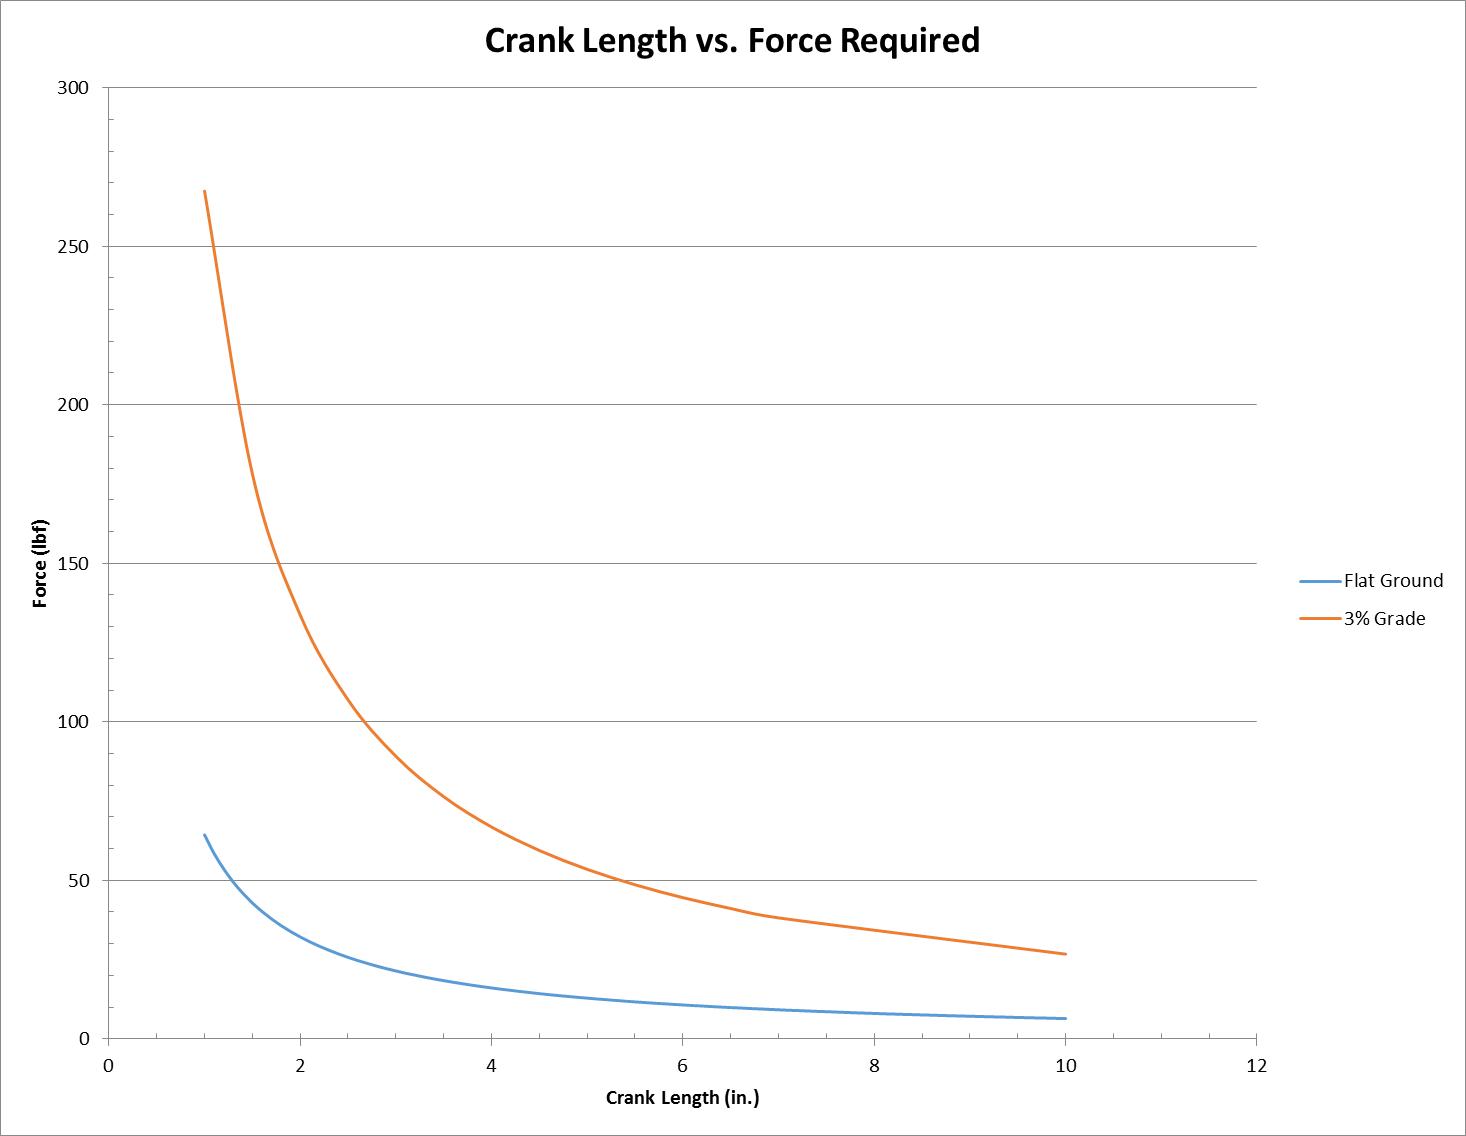 Crank Length vs. Force Required
300
250
200
150
100
50
0
Force (lbf)
0 2 4 6 8 10 12
Crank Length (in.)
Flat Ground
3% Grade